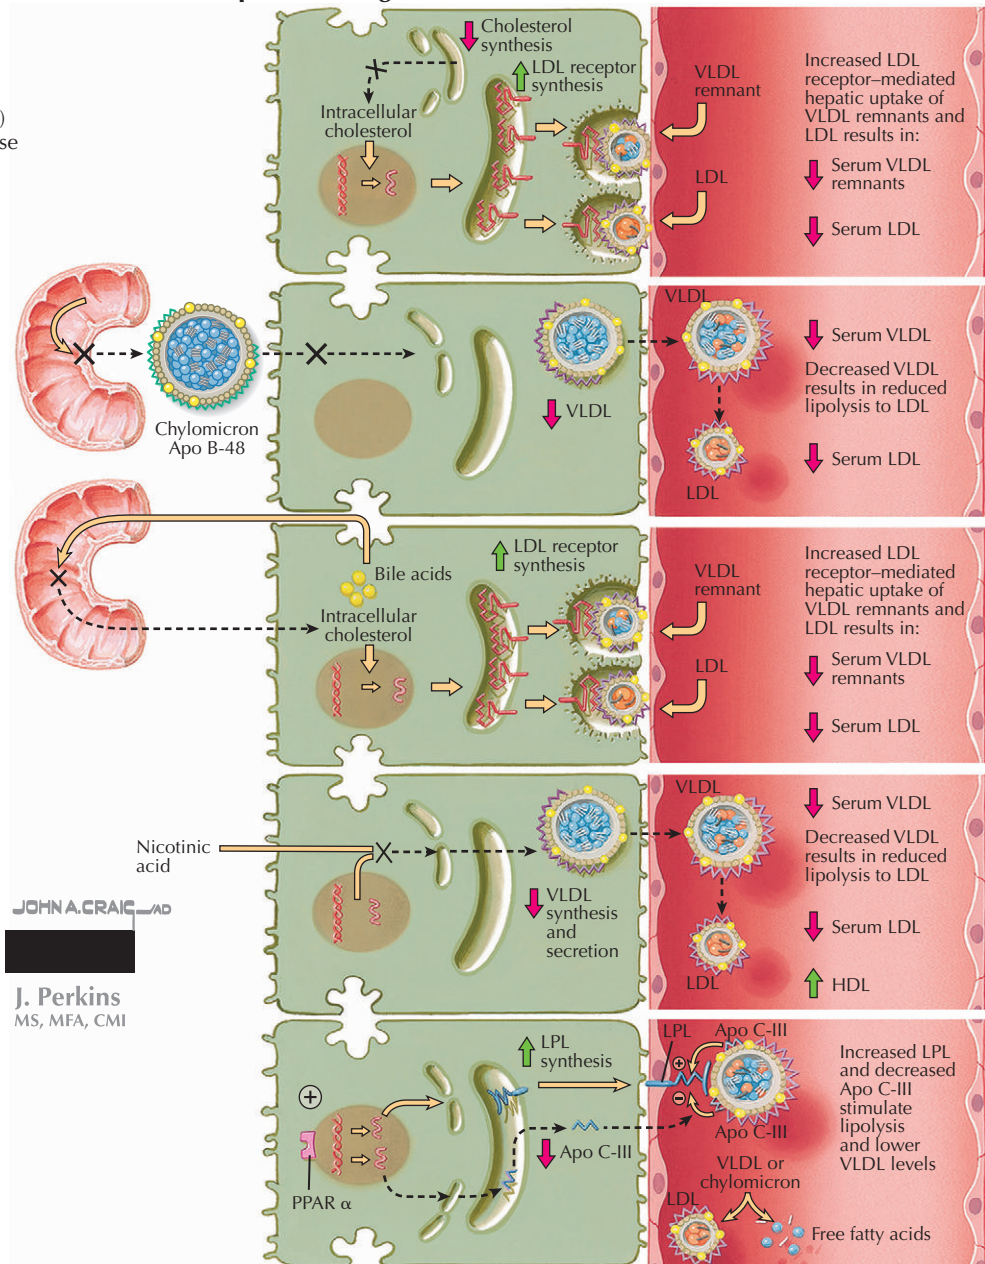 )
se
Cholesterol
synthesis
LDL receptor
synthesis
Intracellular
cholesterol
VLDL
remnant
LDL
Increased LDL
receptor–mediated
hepatic uptake of
VLDL remnants and
LDL results in:
Serum VLDL
remnants
Serum LDL
Chylomicron
Apo B-48
VLDL
VLDL
LDL
Serum VLDL
Decreased VLDL
results in reduced
lipolysis to LDL
Serum LDL
Bile acids
Intracellular
cholesterol
LDL receptor
synthesis
VLDL
remnant
LDL
Increased LDL
receptor–mediated
hepatic uptake of
VLDL remnants and
LDL results in:
Serum VLDL
remnants
Serum LDL
Nicotinic
acid
VLDL
synthesis
and
secretion
VLDL
LDL
Serum VLDL
Decreased VLDL
results in reduced
lipolysis to LDL
Serum LDL
HDL
JOHN A. CRAIG AD
J. Perkins
MS, MFA, CMI
+
PPAR α
LPL
synthesis
Apo C-III
LPL
Apo C-III
+
−
Apo C-III
VLDL or
chylomicron
LDL
Free fatty acids
Increased LPL
and decreased
Apo C-III
stimulate
lipolysis
and lower
VLDL levels